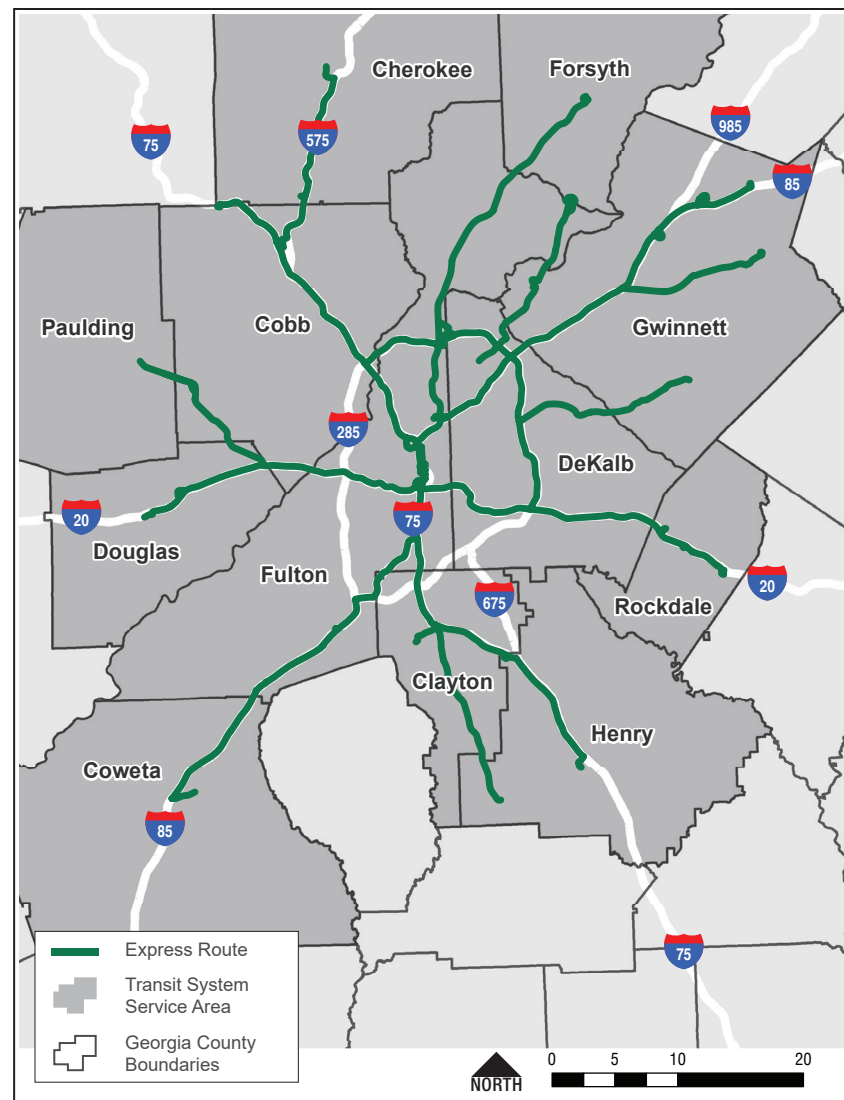 Cherokee
Forsyth
985
575
75
85
Paulding
Cobb
Gwinnett
285
DeKalb
20
75
Douglas
Fulton
675
Rockdale
20
Clayton
Henry
Coweta
85
75
Express Route
Transit System
Service Area
Georgia County
Boundaries
NORTH
0 5 10 20